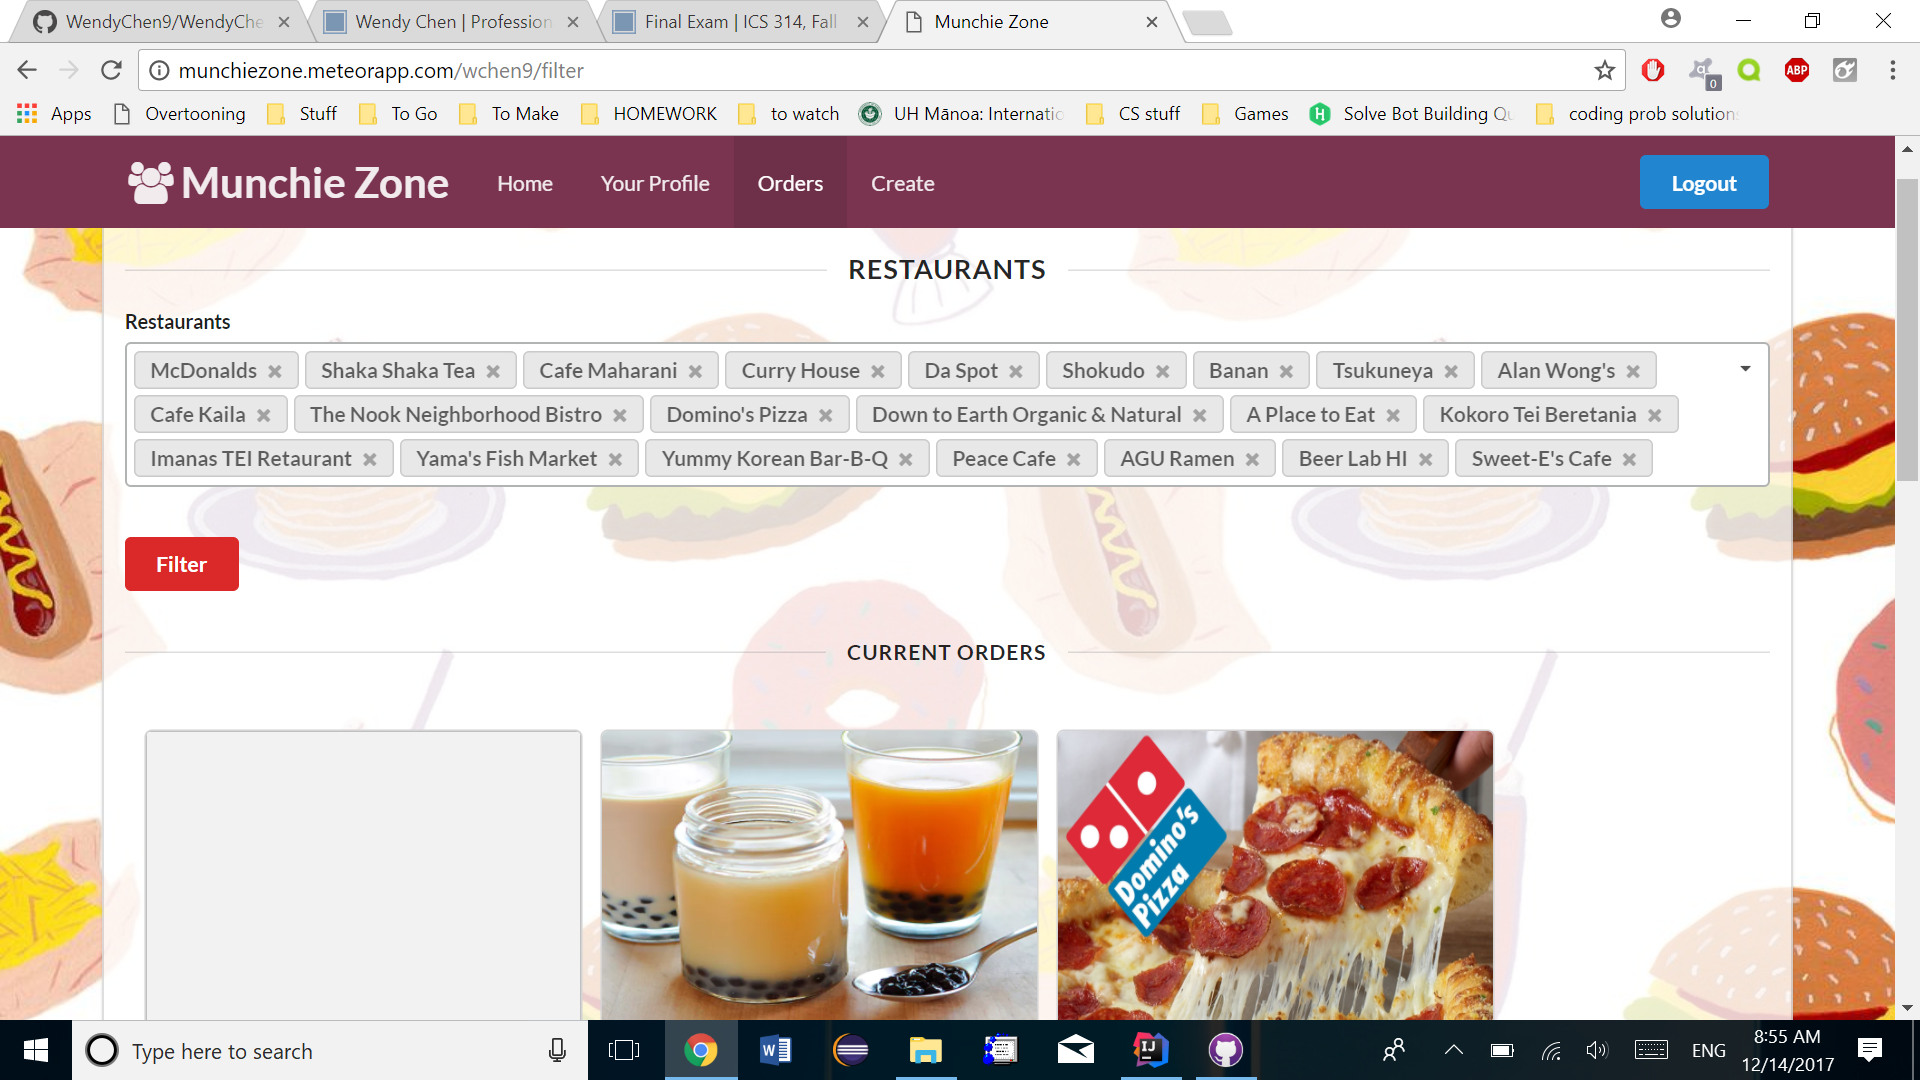 WendyChen9/WendyChe
Wendy Chen | Profession
Final Exam | ICS 314, Fall
Munchie Zone
munchiezone.meteorapp.com/wchen9/filter
0
ABP
Apps
Overtooning
Stuff
To Go
To Make
HOMEWORK
to watch
UH Mānoa: Internatio
CS stuff
Games
Solve Bot Building Qu
coding prob solution
Munchie Zone
Home
Your Profile
Orders
Create
Logout
RESTAURANTS
Restaurants
McDonalds
Shaka Shaka Tea
Cafe Maharani
Curry House
Da Spot
Shokudo
Banan
Tsukuneya
Alan Wong's
Cafe Kaila
The Nook Neighborhood Bistro
Domino's Pizza
Down to Earth Organic & Natural
A Place to Eat
Kokoro Tei Beretania
Imanas TEI Retaurant
Yama's Fish Market
Yummy Korean Bar-B-Q
Peace Cafe
AGU Ramen
Beer Lab HI
Sweet-E's Cafe
Filter
CURRENT ORDERS
Domino's
Pizza
Type here to search
ENG
8:55 AM
12/14/2017